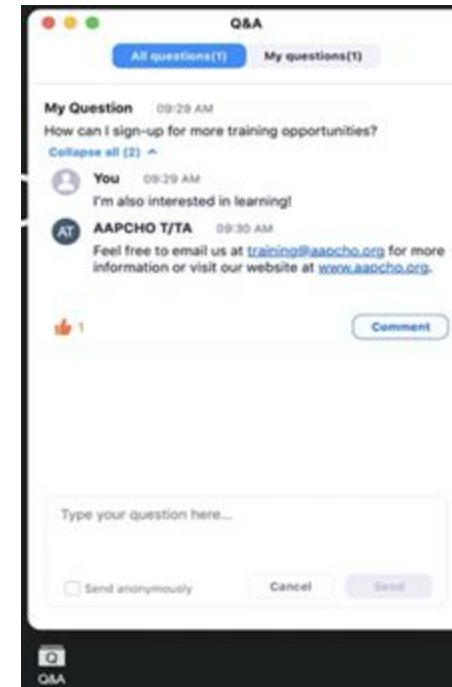 Q&A
All questions(1) My questions(1)
My Question 09:29 AM
How can I sign-up for more training opportunities?
Collapse all (2)
You 09:29 AM
I'm also interested in learning!
AT AAPCHO T/TA 09:30 AM
Feel free to email us at training@aapcho.org for more
information or visit our website at www.aapcho.org.
1 Comment
Type your question here...
Send anonymously Cancel Send
Q&A